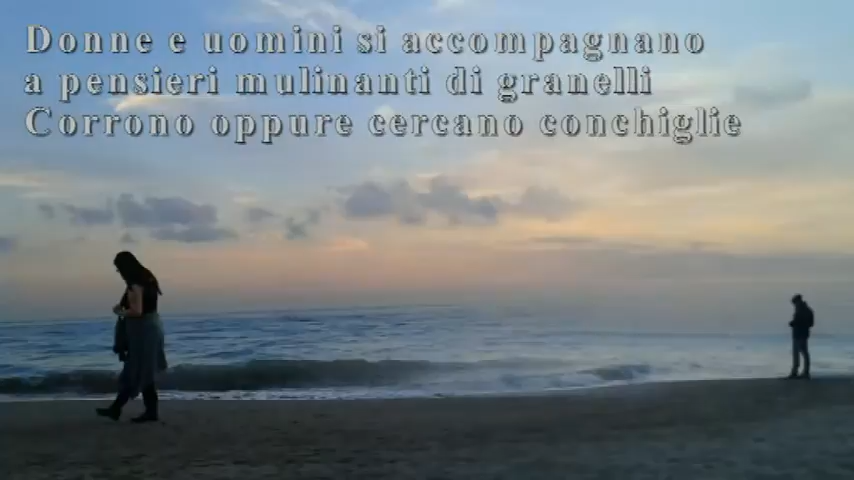 Donne e uomini si accompagnano
a pensieri mulinanti di granelli
Corrono oppure cercano conchiglie